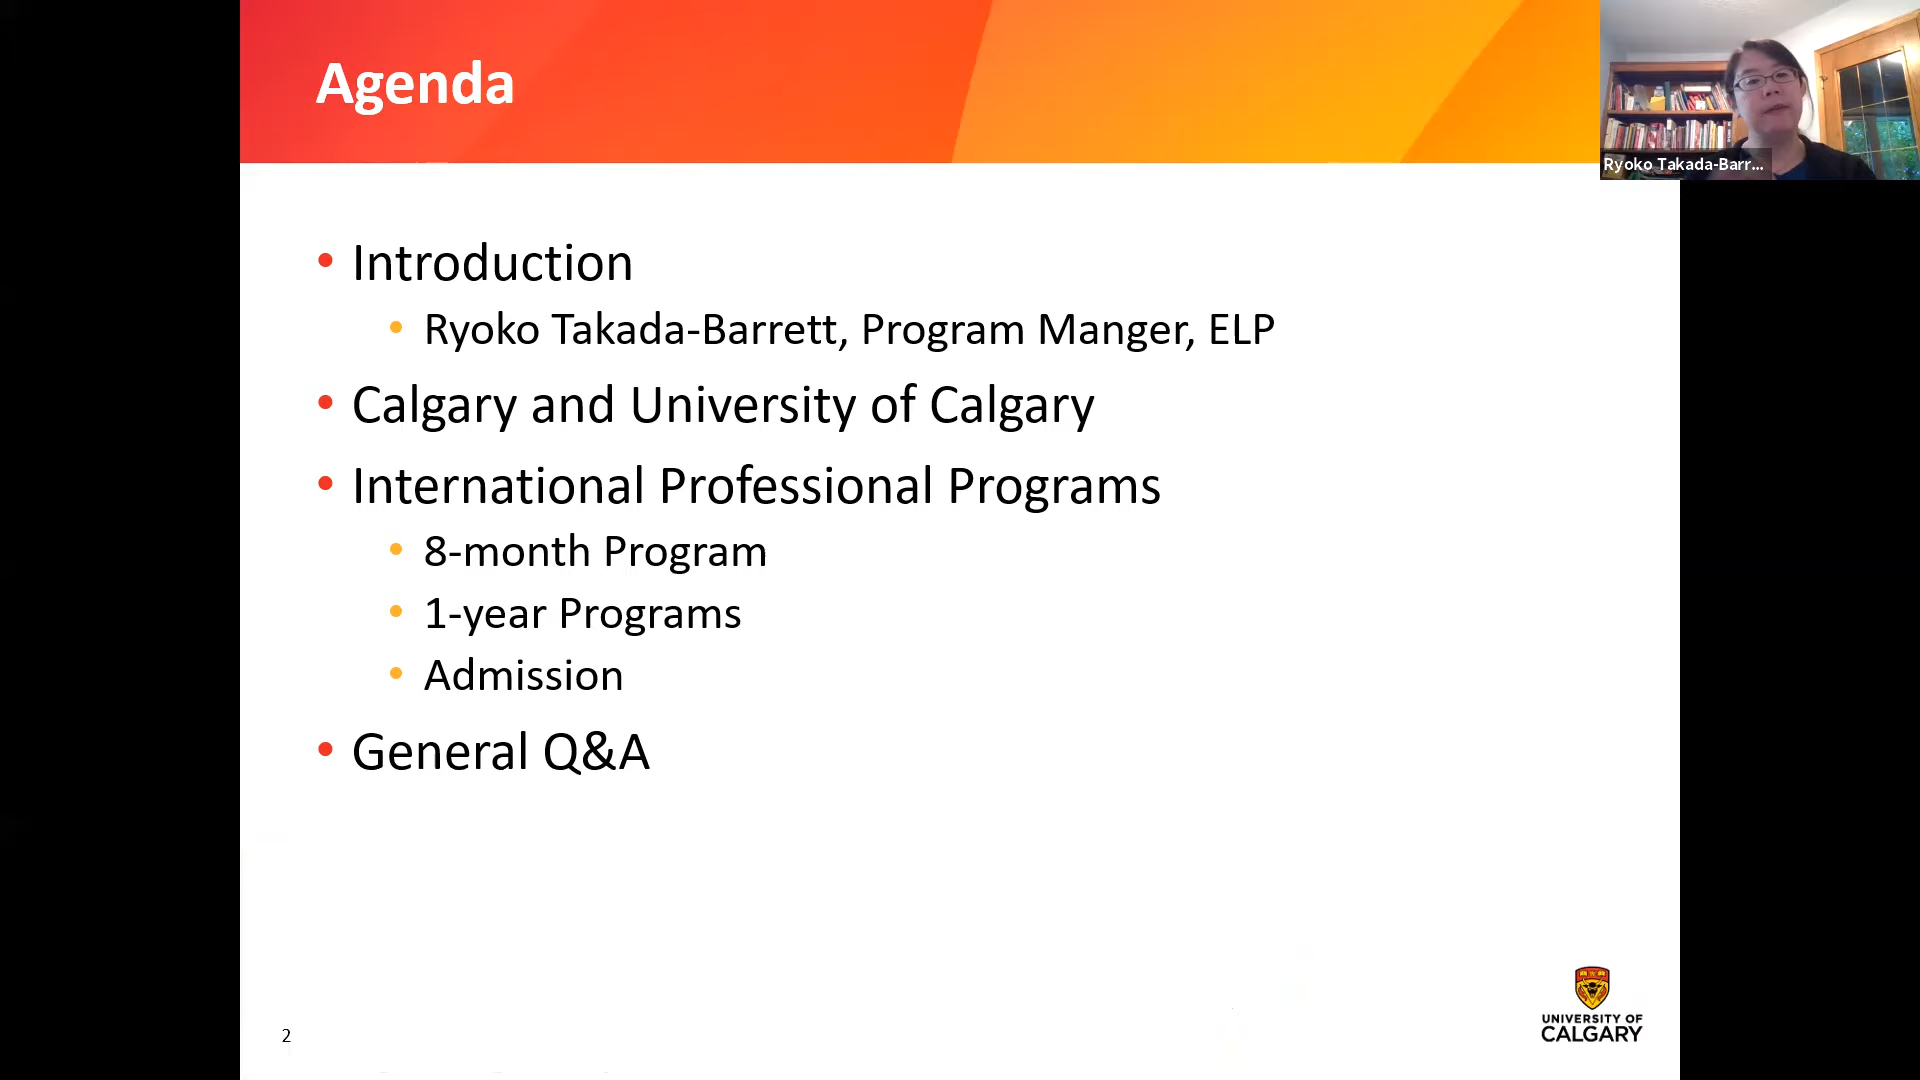 Agenda
Ryoko Takada-Barr...
• Introduction
• Ryoko Takada-Barrett, Program Manger, ELP
• Calgary and University of Calgary
• International Professional Programs
• 8-month Program
• 1-year Programs
• Admission
• General Q&A
2
UNIVERSITY OF
CALGARY